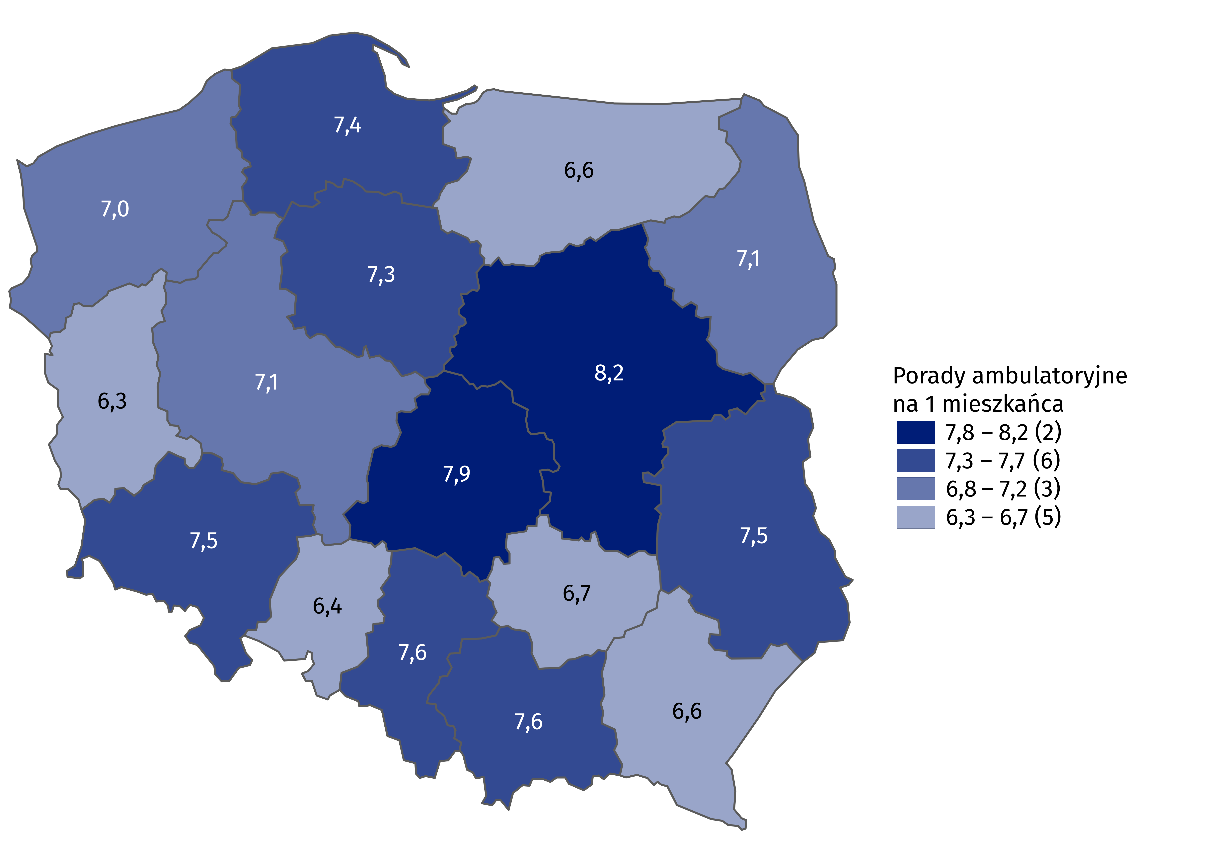 7,4
6,6
7,0
7,1
7,3
8,2
7,1
6,3
7,9
7,5
7,5
6,7
6,4
7,6
6,6
7,6
Porady ambulatoryjne
na 1 mieszkańca
7,8 – 8,2 (2)
7,3 – 7,7 (6)
6,8 – 7,2 (3)
6,3 – 6,7 (5)